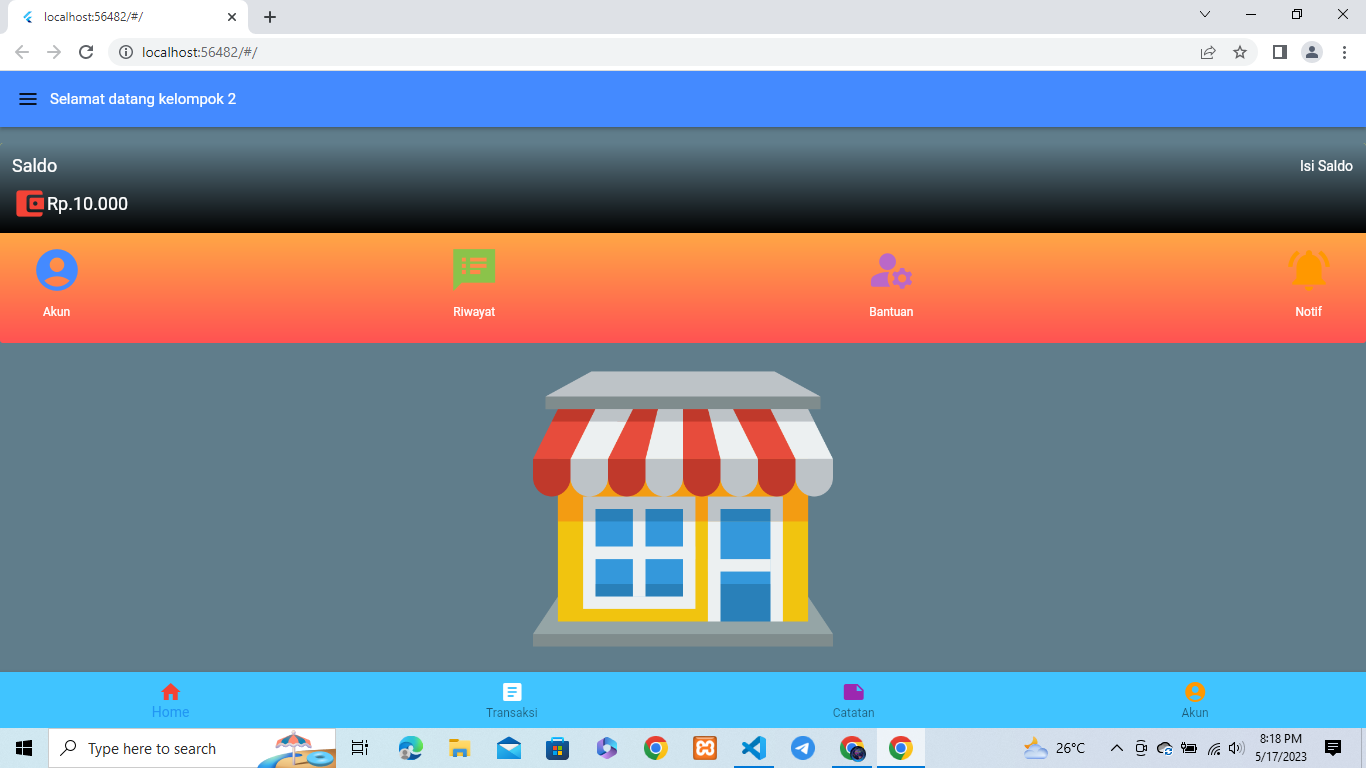 localhost:56482/#/
localhost:56482/#/
Selamat datang kelompok 2
Saldo
Isi Saldo
Rp.10.000
Akun
Riwayat
Bantuan
Notif
Home
Transaksi
Catatan
Akun
Type here to search
26°C
8:18 PM
5/17/2023